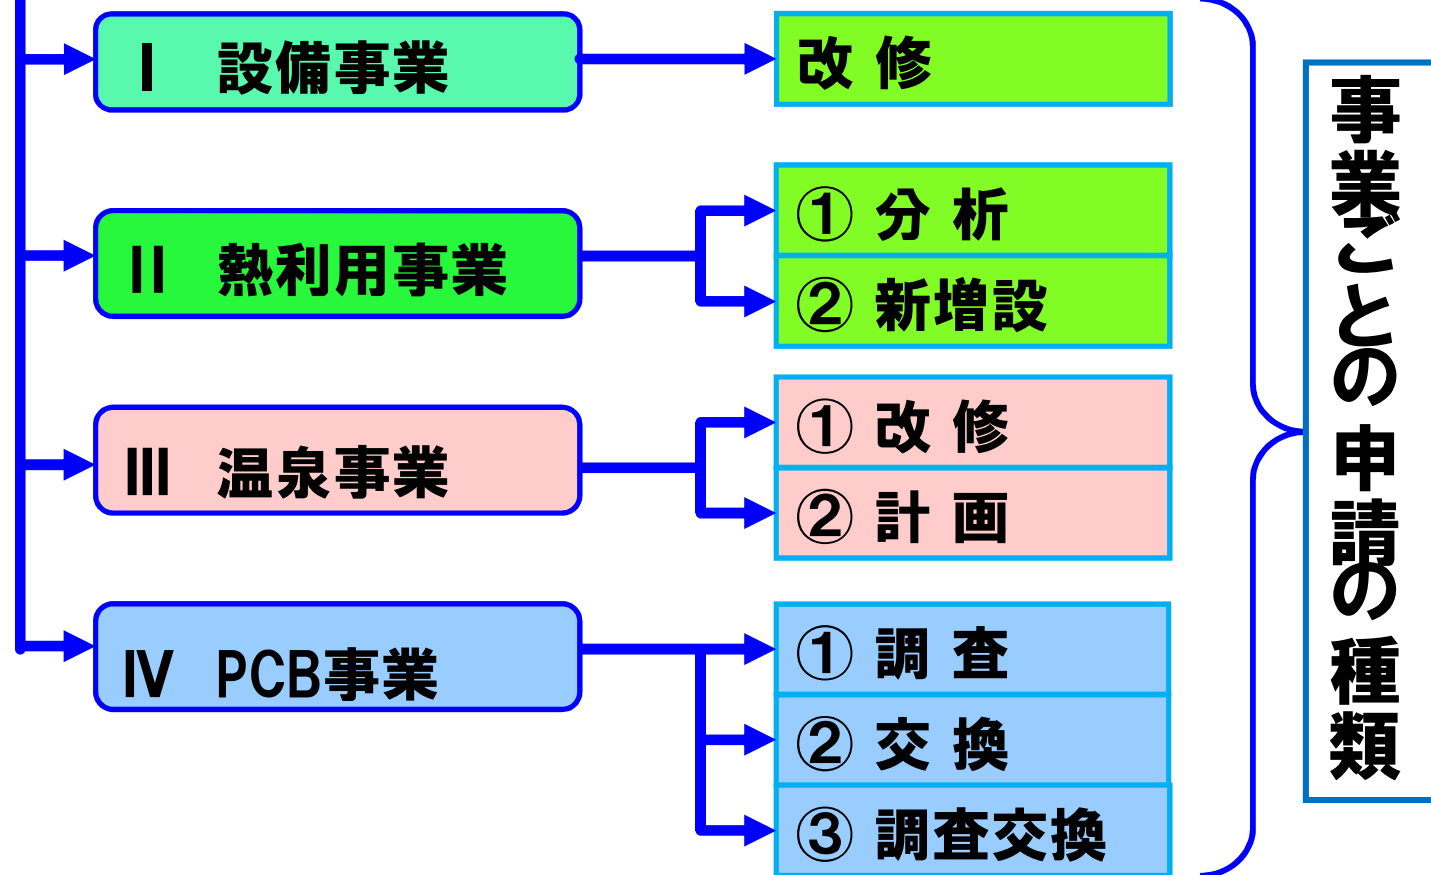 Ⅰ 設備事業
改 修
Ⅱ 熱利用事業
① 分 析
② 新増設
Ⅲ 温泉事業
① 改 修
② 計 画
Ⅳ PCB事業
① 調 査
② 交 換
③ 調査交換
事業ごとの申請の種類